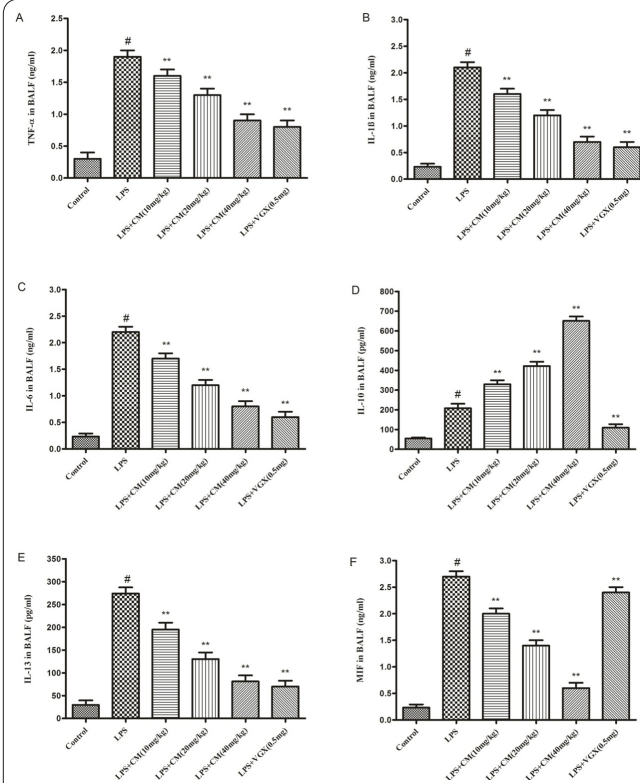 A
TNF-α in BALF (ng/ml)
2.5
2.0
1.5
1.0
0.5
0.0
#
**
**
**
**
Control
LPS
LPS+CM(10mg/kg)
LPS+CM(20mg/kg)
LPS+CM(40mg/kg)
LPS+VGX(0.5mg)
B
IL-1ß in BALF (ng/ml)
3.0
2.5
2.0
1.5
1.0
0.5
0.0
#
**
**
**
**
Control
LPS
LPS+CM(10mg/kg)
LPS+CM(20mg/kg)
LPS+CM(40mg/kg)
LPS+VGX(0.5mg)
C
IL-6 in BALF (ng/ml)
3.0
2.5
2.0
1.5
1.0
0.5
0.0
#
**
**
**
**
Control
LPS
LPS+CM(10mg/kg)
LPS+CM(20mg/kg)
LPS+CM(40mg/kg)
LPS+VGX(0.5mg)
D
IL-10 in BALF (pg/ml)
800
700
600
500
400
300
200
100
0
#
**
**
**
**
Control
LPS
LPS+CM(10mg/kg)
LPS+CM(20mg/kg)
LPS+CM(40mg/kg)
LPS+VGX(0.5mg)
E
IL-13 in BALF (pg/ml)
350
300
250
200
150
100
50
0
#
**
**
**
**
Control
LPS
LPS+CM(10mg/kg)
LPS+CM(20mg/kg)
LPS+CM(40mg/kg)
LPS+VGX(0.5mg)
F
MIF in BALF (ng/ml)
3.0
2.5
2.0
1.5
1.0
0.5
0.0
#
**
**
**
**
Control
LPS
LPS+CM(10mg/kg)
LPS+CM(20mg/kg)
LPS+CM(40mg/kg)
LPS+VGX(0.5mg)